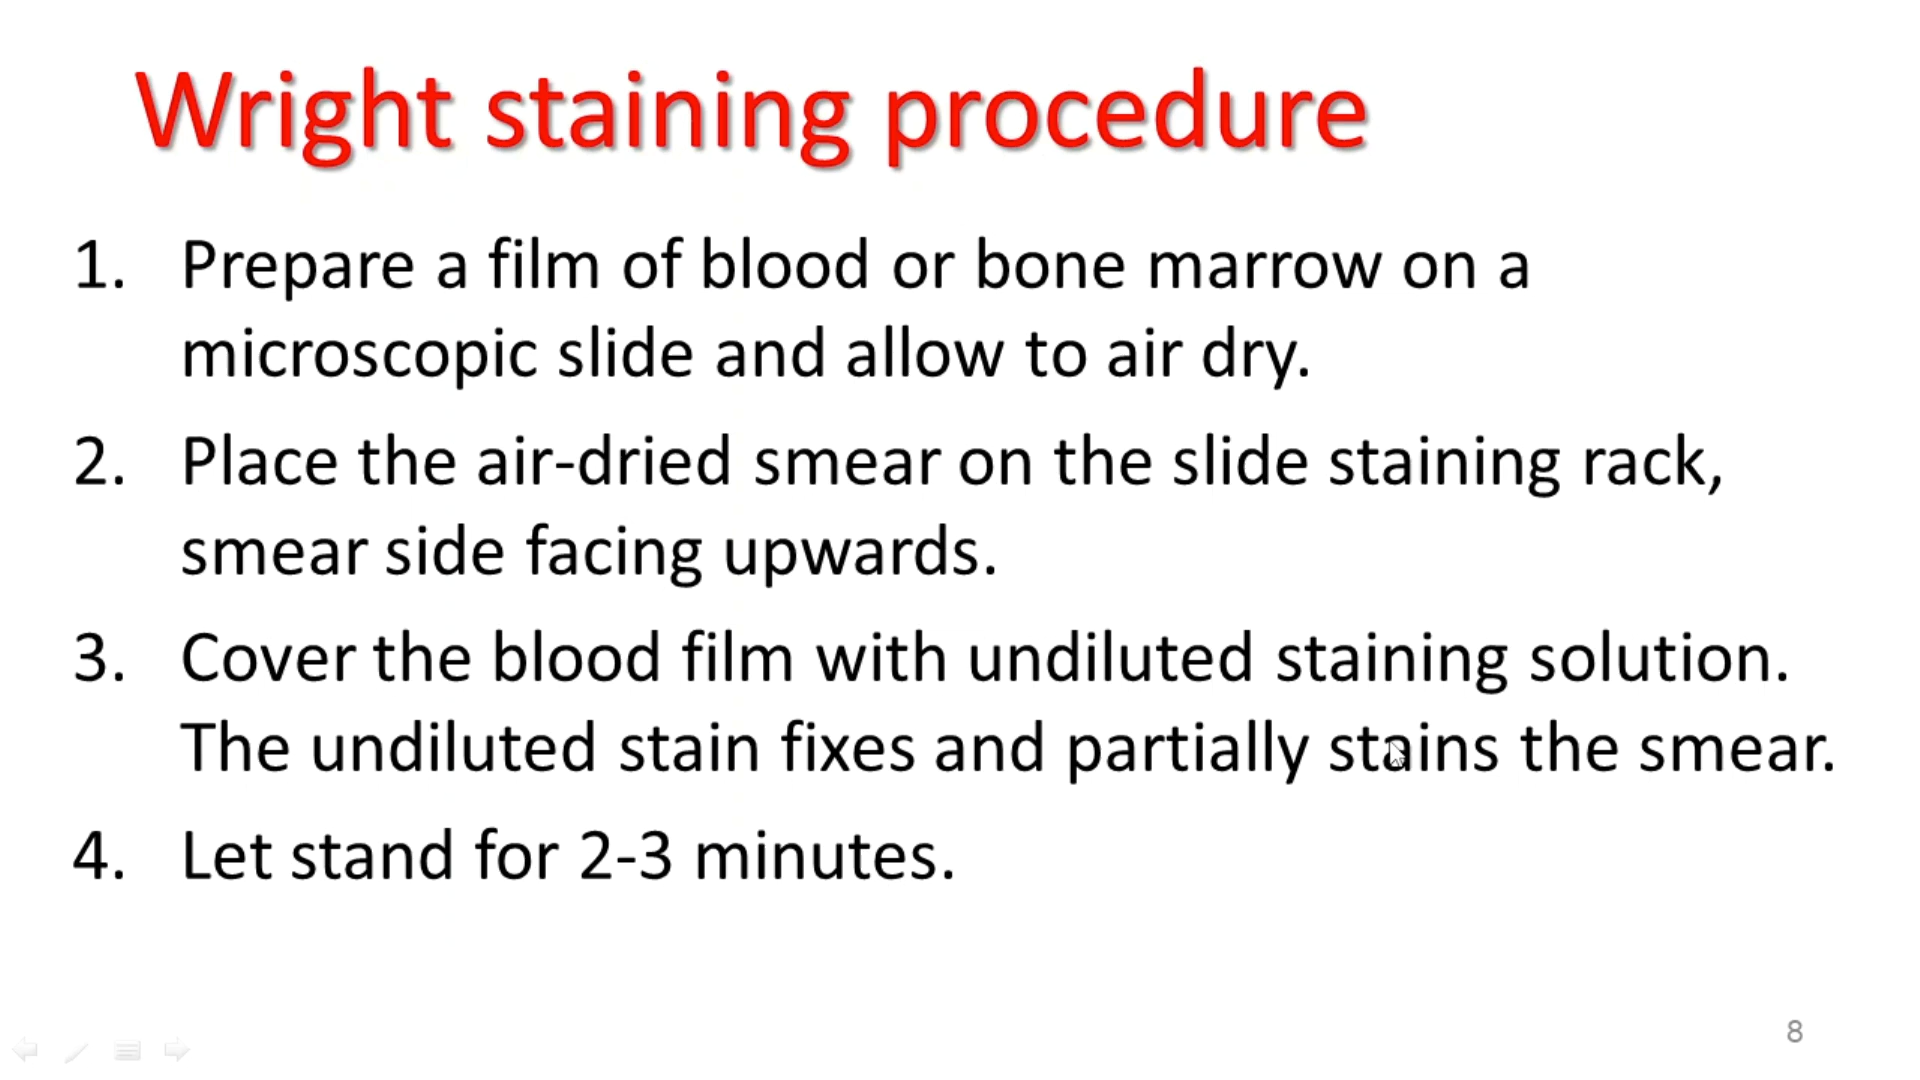 Wright staining procedure
1. Prepare a film of blood or bone marrow on a
microscopic slide and allow to air dry.
2. Place the air-dried smear on the slide staining rack,
smear side facing upwards.
3. Cover the blood film with undiluted staining solution.
The undiluted stain fixes and partially stains the smear.
4. Let stand for 2-3 minutes.
8